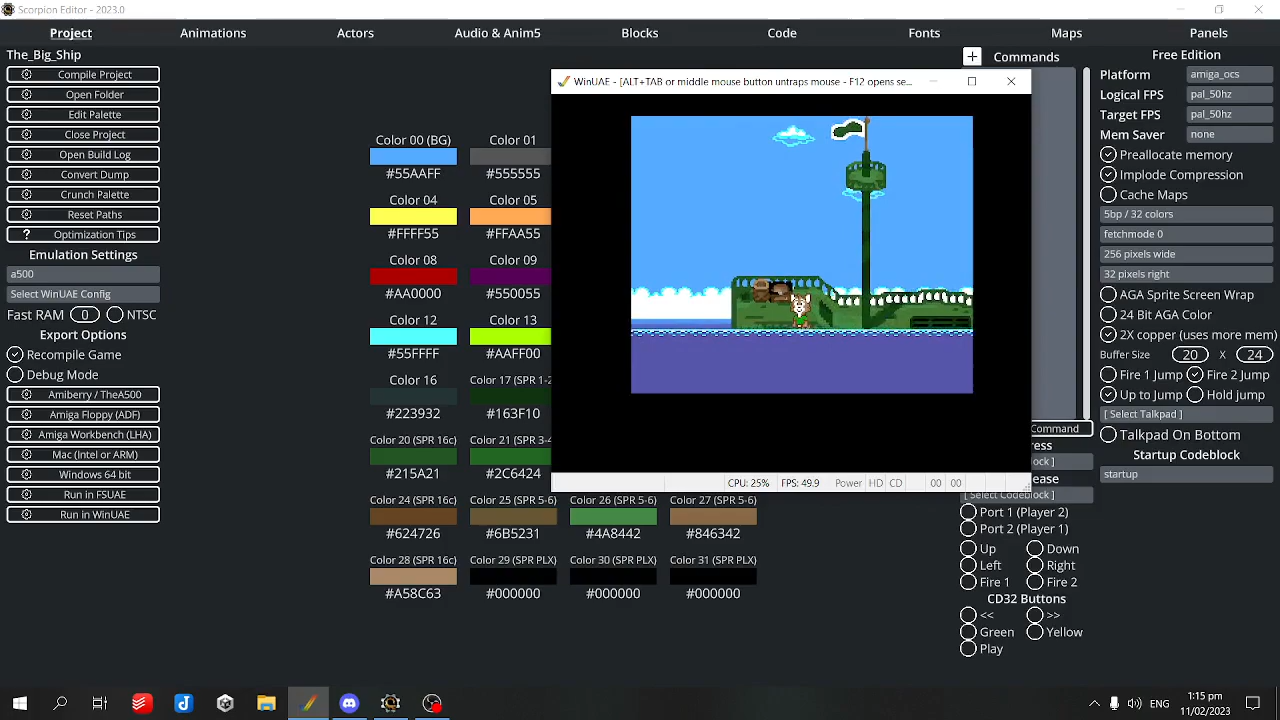 Scorpion Editor - 2023.0
Project
Animations
Actors
Audio & Anim5
Blocks
Code
Fonts
Maps
Panels
The_Big_Ship
Compile Project
Open Folder
Edit Palette
Close Project
Open Build Log
Convert Dump
Crunch Palette
Reset Paths
? Optimization Tips
Emulation Settings
a500
Select WinUAE Config
Fast RAM 0 NTSC
Export Options
Recompile Game
Debug Mode
Amiberry / TheA500
Amiga Floppy (ADF)
Amiga Workbench (LHA)
Mac (Intel or ARM)
Windows 64 bit
Run in FSUAE
Run in WinUAE
Color 00 (BG) Color 01
#55AAFF #555555
Color 04 Color 05
#FFFF55 #FFAA55
Color 08 Color 09
#AA0000 #550055
Color 12 Color 13
#55FFFF #AAFF00
Color 16 Color 17 (SPR 1-2
#223932 #163F10
Color 20 (SPR 16c) Color 21 (SPR 3-4
#215A21 #2C6424
Color 24 (SPR 16c) Color 25 (SPR 5-6) Color 26 (SPR 5-6) Color 27 (SPR 5-6)
#624726 #6B5231 #4A8442 #846342
Color 28 (SPR 16c) Color 29 (SPR PLX) Color 30 (SPR PLX) Color 31 (SPR PLX)
#A58C63 #000000 #000000 #000000
WinUAE - [ALT+TAB or middle mouse button untraps mouse - F12 opens se...
CPU: 25% FPS: 49.9 Power HD CD 00 00
+ Commands
Command
ress
ock ]
ease
[ Select Codeblock ]
Port 1 (Player 2)
Port 2 (Player 1)
Up Down
Left Right
Fire 1 Fire 2
CD32 Buttons
<< >>
Green Yellow
Play
Free Edition
Platform amiga_ocs
Logical FPS pal_50hz
Target FPS pal_50hz
Mem Saver none
Preallocate memory
Implode Compression
Cache Maps
5bp / 32 colors
fetchmode 0
256 pixels wide
32 pixels right
AGA Sprite Screen Wrap
24 Bit AGA Color
2X copper (uses more mem)
Buffer Size 20 X 24
Fire 1 Jump Fire 2 Jump
Up to Jump Hold jump
[ Select Talkpad ]
Talkpad On Bottom
Startup Codeblock
startup
ENG
1:15 pm
11/02/2023